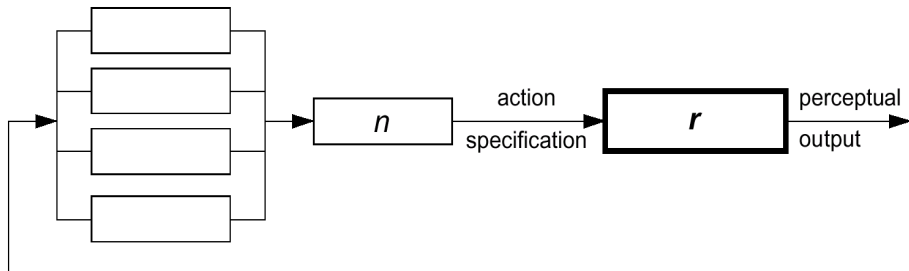 n
action
specification
r
perceptual
output